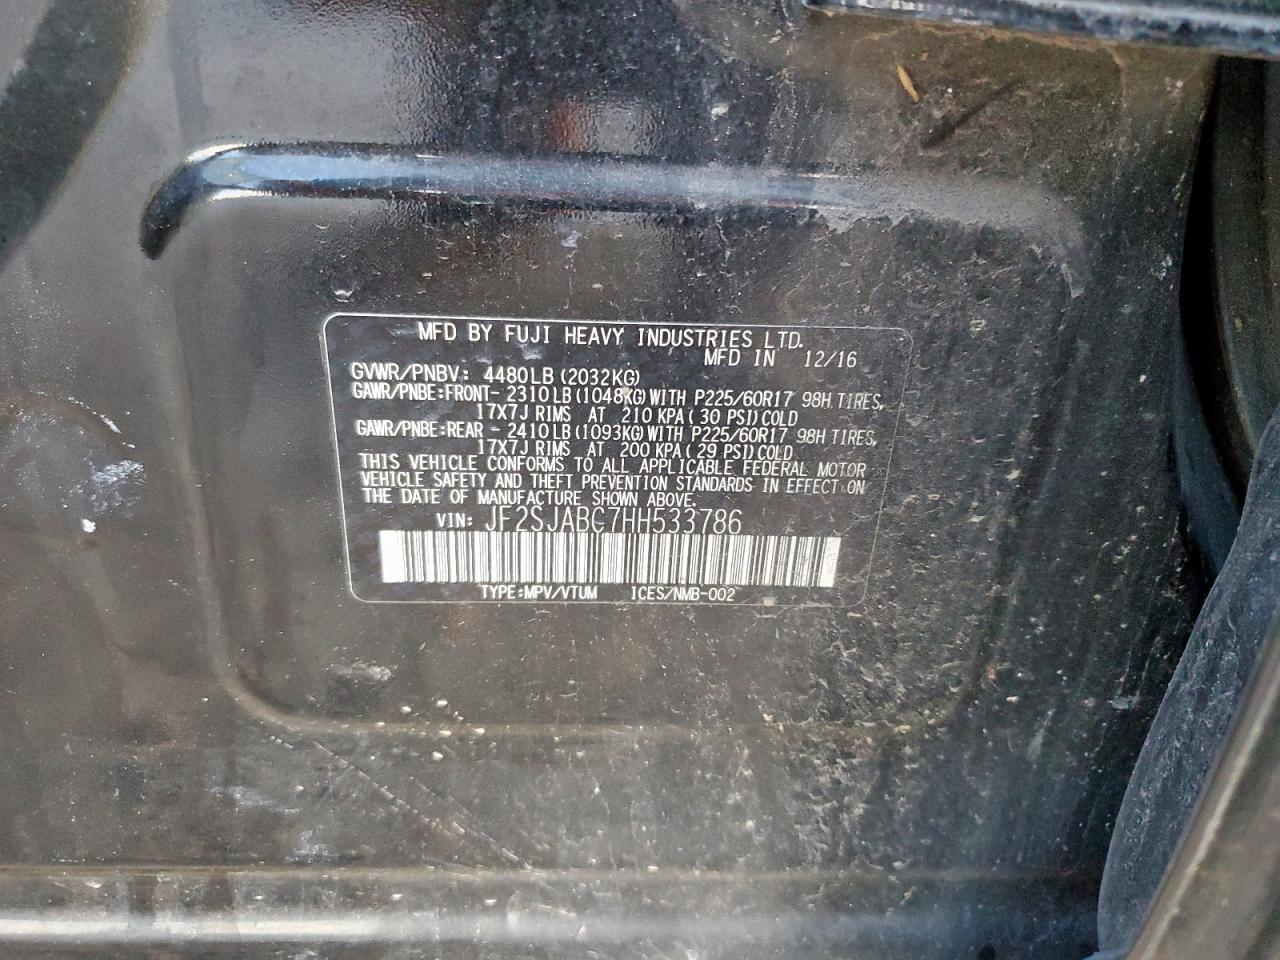 MFD BY FUJI HEAVY INDUSTRIES LTD.
MFD IN 12/16
GVWR/PNBV: 4480LB (2032KG)
GAWR/PNBE:FRONT- 2310LB (1048KG) WITH P225/60R17 98H TIRES,
17X7J RIMS AT 210 KPA ( 30 PSI) COLD
GAWR/PNBE:REAR - 2410LB (1093KG) WITH P225/60R17 98H TIRES,
17X7J RIMS AT 200 KPA ( 29 PSI) COLD
THIS VEHICLE CONFORMS TO ALL APPLICABLE FEDERAL MOTOR
VEHICLE SAFETY AND THEFT PREVENTION STANDARDS IN EFFECT ON
THE DATE OF MANUFACTURE SHOWN ABOVE.
VIN: JF2SJABC7HH533786
TYPE:MPV/VTUM ICES/NMB-002